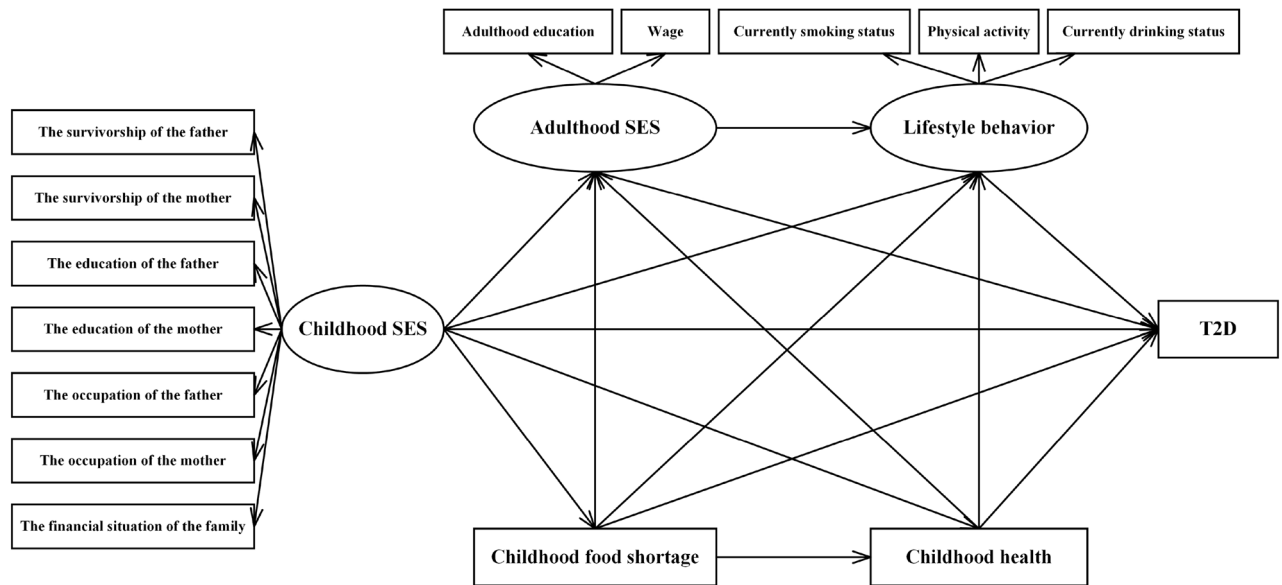 Adulthood education
Wage
Currently smoking status
Physical activity
Currently drinking status
The survivorship of the father
Adulthood SES
Lifestyle behavior
The survivorship of the mother
The education of the father
The education of the mother
Childhood SES
T2D
The occupation of the father
The occupation of the mother
The financial situation of the family
Childhood food shortage
Childhood health